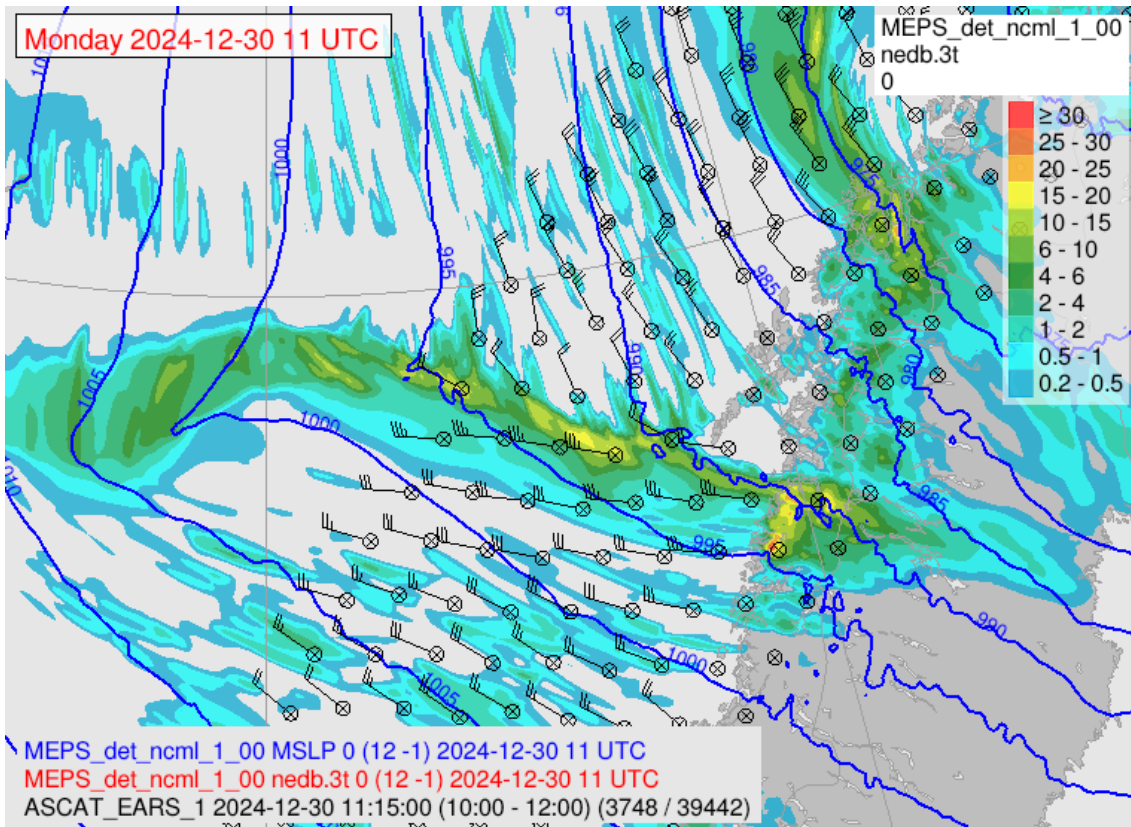 Monday 2024-12-30 11 UTC
MEPS_det_ncml_1_00
nedb.3t
0
≥ 30
25 - 30
20 - 25
15 - 20
10 - 15
6 - 10
4 - 6
2 - 4
1 - 2
0.5 - 1
0.2 - 0.5
1000
995
975
985
990
980
1005
1000
1010
985
995
990
1000
1005
MEPS_det_ncml_1_00 MSLP 0 (12 -1) 2024-12-30 11 UTC
MEPS_det_ncml_1_00 nedb.3t 0 (12 -1) 2024-12-30 11 UTC
ASCAT_EARS_1 2024-12-30 11:15:00 (10:00 - 12:00) (3748 / 39442)